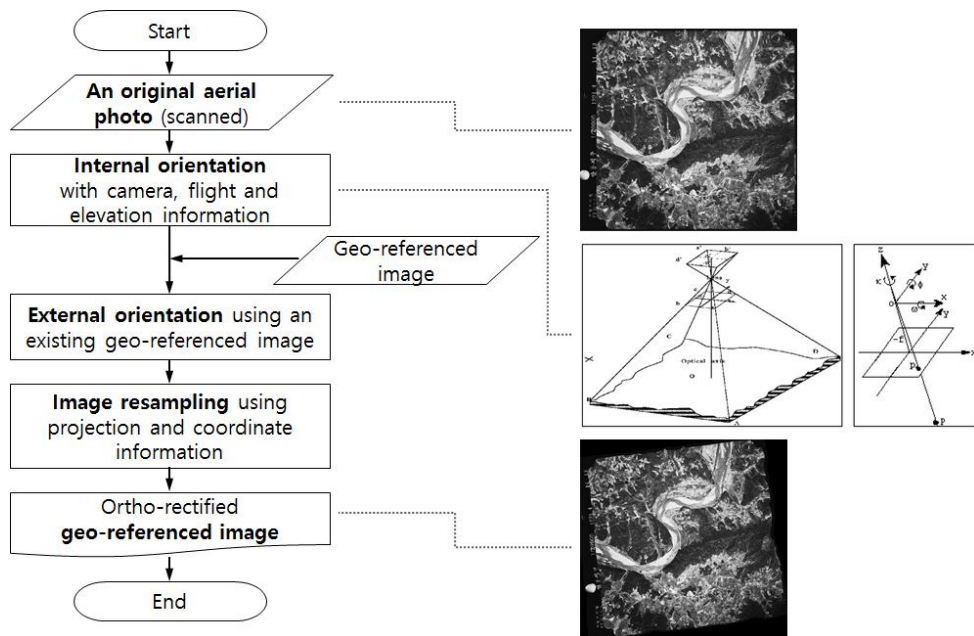 Start
An original aerial
photo (scanned)
Internal orientation
with camera, flight and
elevation information
Geo-referenced
image
External orientation using an
existing geo-referenced image
Image resampling using
projection and coordinate
information
Ortho-rectified
geo-referenced image
End
d'
b
C
Optical axis
O
D
X
A
z
K
y
ϕ
O
x
ω
y
-f
x
p
P